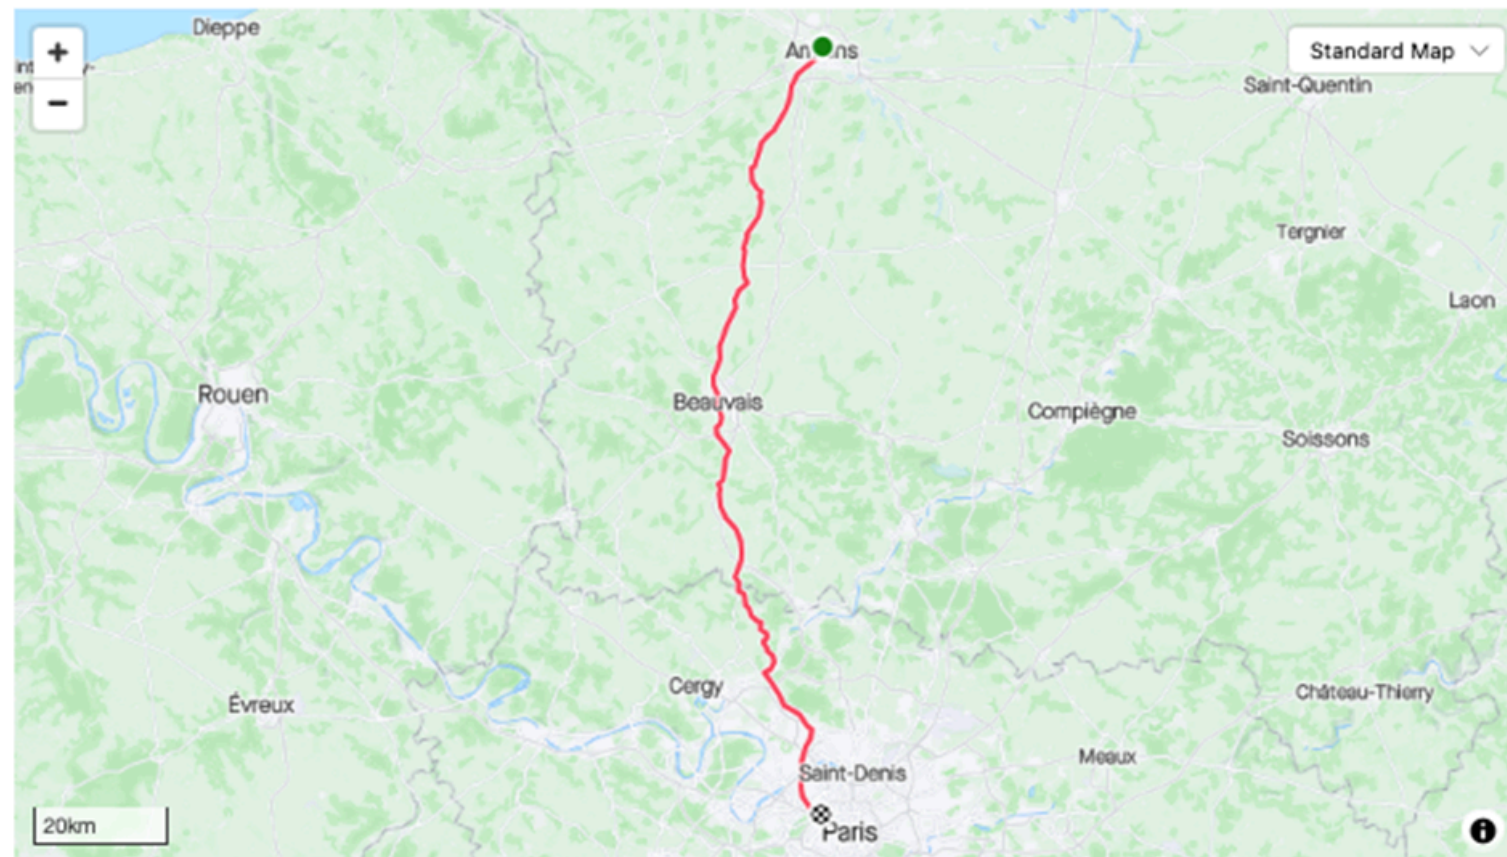 Dieppe
+
−
Standard Map
Saint-Quentin
Tergnier
Laon
Rouen
Beauvais
Compiègne
Soissons
Cergy
Évreux
Château-Thierry
Meaux
Saint-Denis
20km
Paris